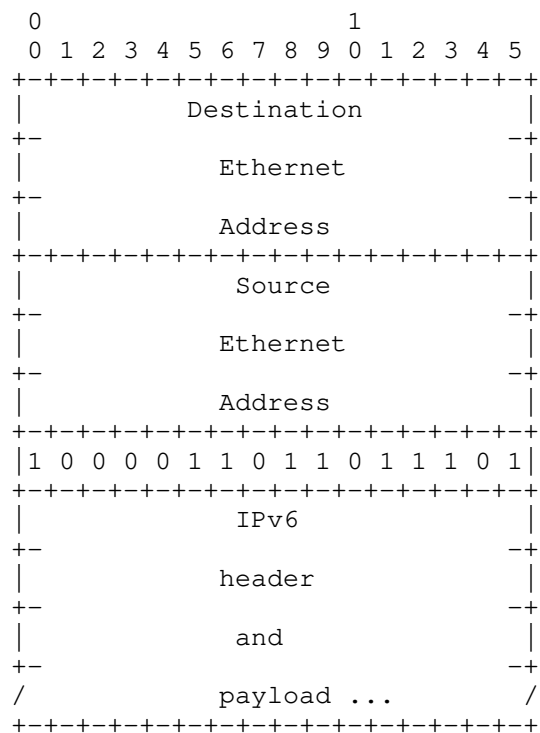 0                   1
0 1 2 3 4 5 6 7 8 9 0 1 2 3 4 5
+-+-+-+-+-+-+-+-+-+-+-+-+-+-+-+-+
|          Destination          |
+-                             -+
|            Ethernet           |
+-                             -+
|            Address            |
+-+-+-+-+-+-+-+-+-+-+-+-+-+-+-+-+
|             Source            |
+-                             -+
|            Ethernet           |
+-                             -+
|            Address            |
+-+-+-+-+-+-+-+-+-+-+-+-+-+-+-+-+
|1 0 0 0 0 1 1 0 1 1 0 1 1 1 0 1|
+-+-+-+-+-+-+-+-+-+-+-+-+-+-+-+-+
|             IPv6              |
+-                             -+
|            header             |
+-                             -+
|             and               |
+-                             -+
/            payload ...        /
+-+-+-+-+-+-+-+-+-+-+-+-+-+-+-+-+